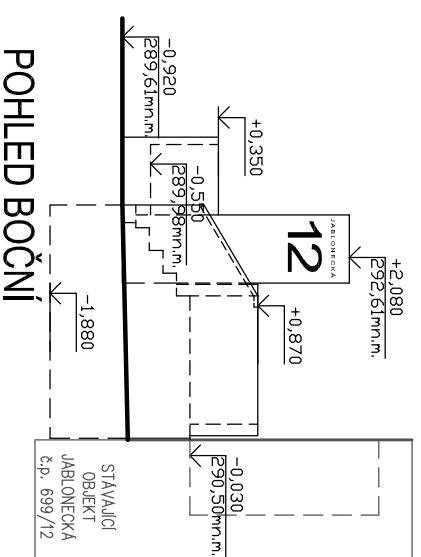 -0,920
289,61mn.m.
+0,350
-0,550
289,98mn.m.
JABLONECKÁ
12
+2,080
292,61mn.m.
+0,870
-1,880
-0,030
290,50mn.m.
STÁVAJÍCÍ
OBJEKT
JABLONECKÁ
č.p. 699/12
POHLED BOČNÍ